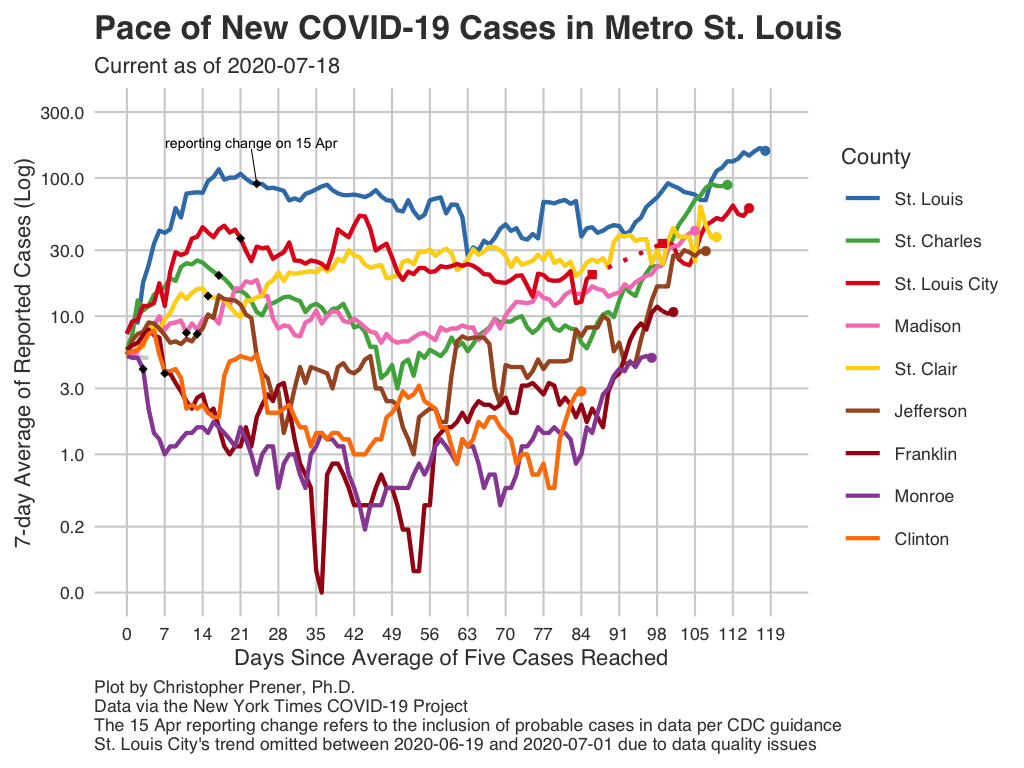 Pace of New COVID-19 Cases in Metro St. Louis
Current as of 2020-07-18
7-day Average of Reported Cases (Log)
300.0
100.0
30.0
10.0
3.0
1.0
0.2
0.0
reporting change on 15 Apr
0 7 14 21 28 35 42 49 56 63 70 77 84 91 98 105 112 119
Days Since Average of Five Cases Reached
County
St. Louis
St. Charles
St. Louis City
Madison
St. Clair
Jefferson
Franklin
Monroe
Clinton
Plot by Christopher Prener, Ph.D.
Data via the New York Times COVID-19 Project
The 15 Apr reporting change refers to the inclusion of probable cases in data per CDC guidance
St. Louis City's trend omitted between 2020-06-19 and 2020-07-01 due to data quality issues